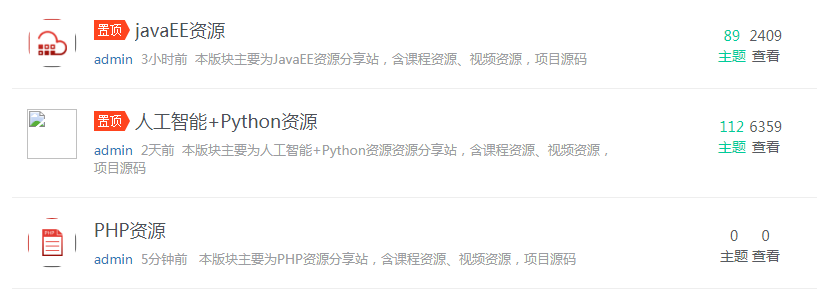 置顶 javaEE资源
89 2409
admin 3小时前 本版块主要为JavaEE资源分享站，含课程资源、视频资源，项目源码
主题 查看
置顶 人工智能+Python资源
112 6359
admin 2天前 本版块主要为人工智能+Python资源资源分享站，含课程资源、视频资源，
项目源码
主题 查看
PHP资源
0 0
admin 5分钟前 本版块主要为PHP资源分享站，含课程资源、视频资源，项目源码
主题 查看